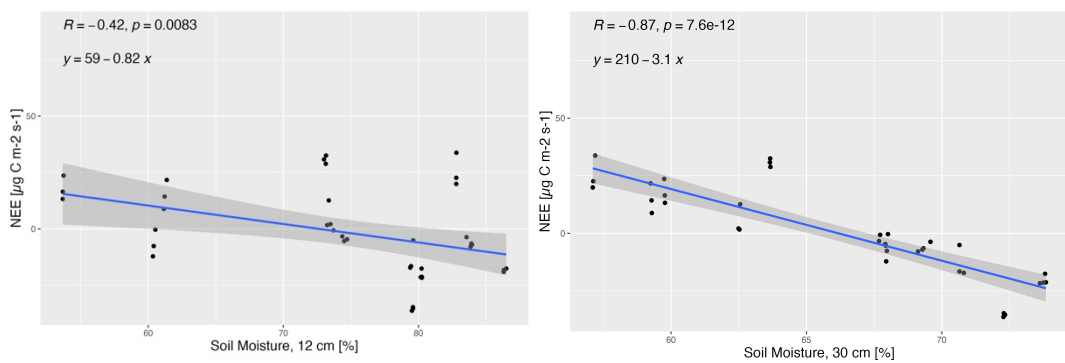 R = −0.42, p = 0.0083
y = 59 − 0.82 x
NEE [µg C m-2 s-1]
50
0
60
70
80
Soil Moisture, 12 cm [%]
R = −0.87, p = 7.6e-12
y = 210 − 3.1 x
NEE [µg C m-2 s-1]
50
0
60
65
70
Soil Moisture, 30 cm [%]